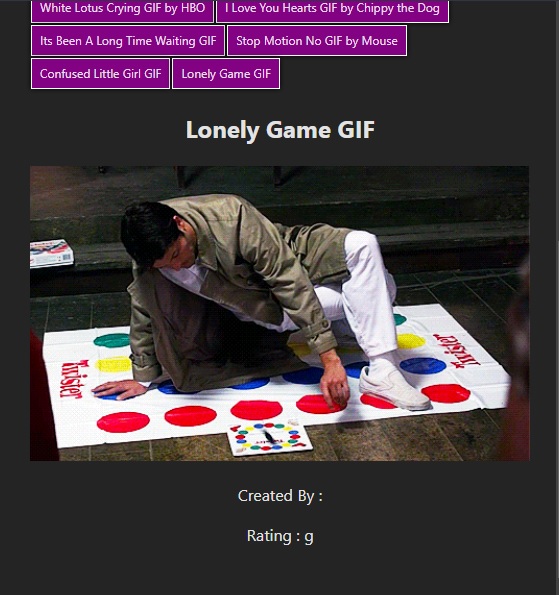 White Lotus Crying GIF by HBO I Love You Hearts GIF by Chippy the Dog
Its Been A Long Time Waiting GIF Stop Motion No GIF by Mouse
Confused Little Girl GIF Lonely Game GIF
Lonely Game GIF
Twister
Twister
Twister
Created By :
Rating : g